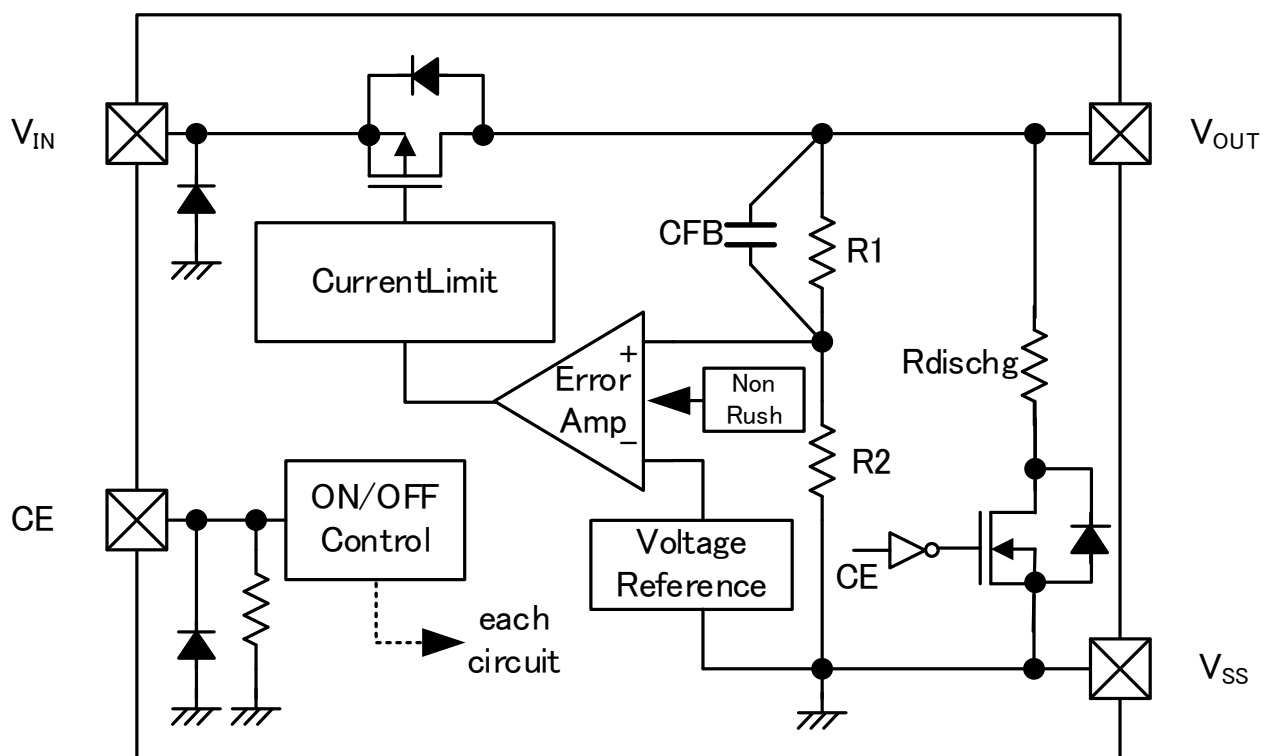 VIN
VOUT
CFB
R1
CurrentLimit
Rdischg
+
Error
Amp
−
Non
Rush
R2
CE
ON/OFF
Control
Voltage
Reference
CE
each
circuit
VSS